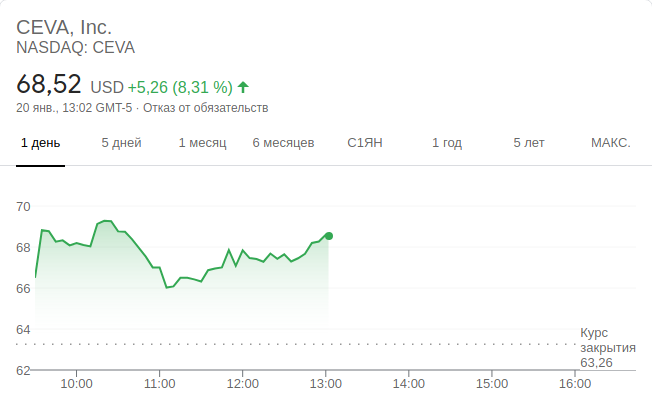 CEVA, Inc.
NASDAQ: CEVA
68,52 USD +5,26 (8,31 %)
20 янв., 13:02 GMT-5 · Отказ от обязательств
1 день 5 дней 1 месяц 6 месяцев С1ЯН 1 год 5 лет МАКС.
70
68
66
64
Курс
закрытия
63,26
62
10:00 11:00 12:00 13:00 14:00 15:00 16:00